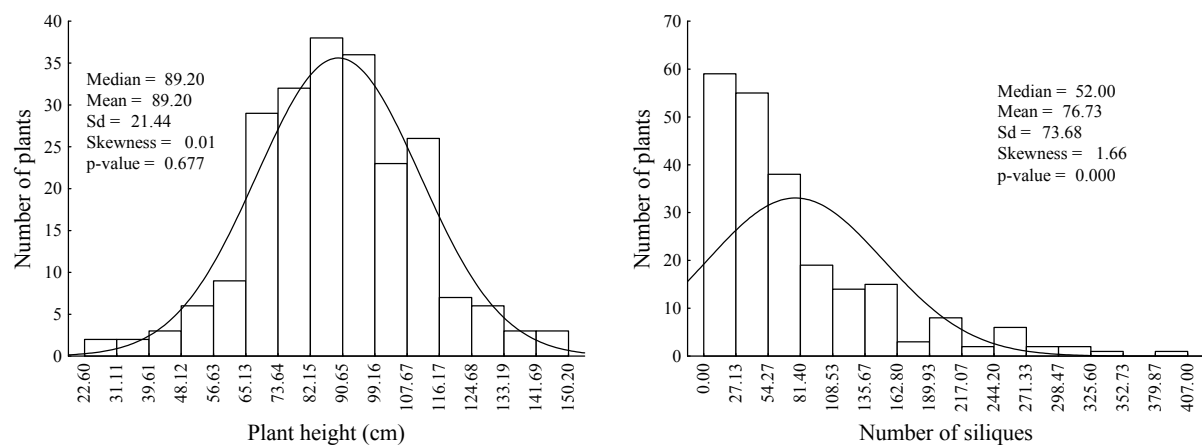 40
35
30
25
20
15
10
5
0
Number of plants
Median = 89.20
Mean = 89.20
Sd = 21.44
Skewness = 0.01
p-value = 0.677
22.60 31.11 39.61 48.12 56.63 65.13 73.64 82.15 90.65 99.16 107.67 116.17 124.68 133.19 141.69 150.20
Plant height (cm)
70
60
50
40
30
20
10
0
Number of plants
Median = 52.00
Mean = 76.73
Sd = 73.68
Skewness = 1.66
p-value = 0.000
0.00 27.13 54.27 81.40 108.53 135.67 162.80 189.93 217.07 244.20 271.33 298.47 325.60 352.73 379.87 407.00
Number of siliques